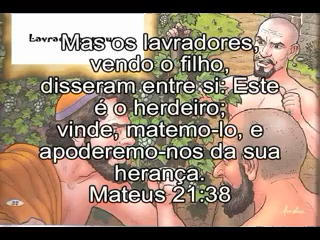 Mas os lavradores,
vendo o filho,
disseram entre si: Este
é o herdeiro;
vinde, matemo-lo, e
apoderemo-nos da sua
herança.
Mateus 21:38